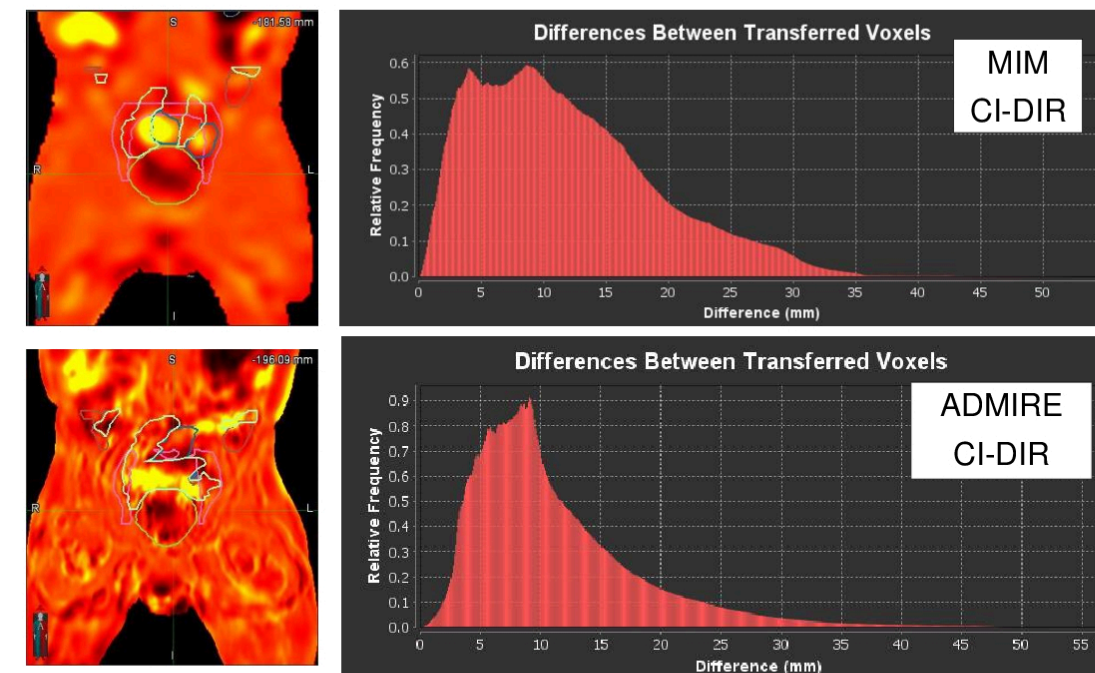 S
-181.58 mm
R
L
I
Differences Between Transferred Voxels
MIM
CI-DIR
Relative Frequency
0.6
0.5
0.4
0.3
0.2
0.1
0.0
0 5 10 15 20 25 30 35 40 45 50
Difference (mm)
S
-196.09 mm
R
L
I
Differences Between Transferred Voxels
ADMIRE
CI-DIR
Relative Frequency
0.9
0.8
0.7
0.6
0.5
0.4
0.3
0.2
0.1
0.0
0 5 10 15 20 25 30 35 40 45 50 55
Difference (mm)